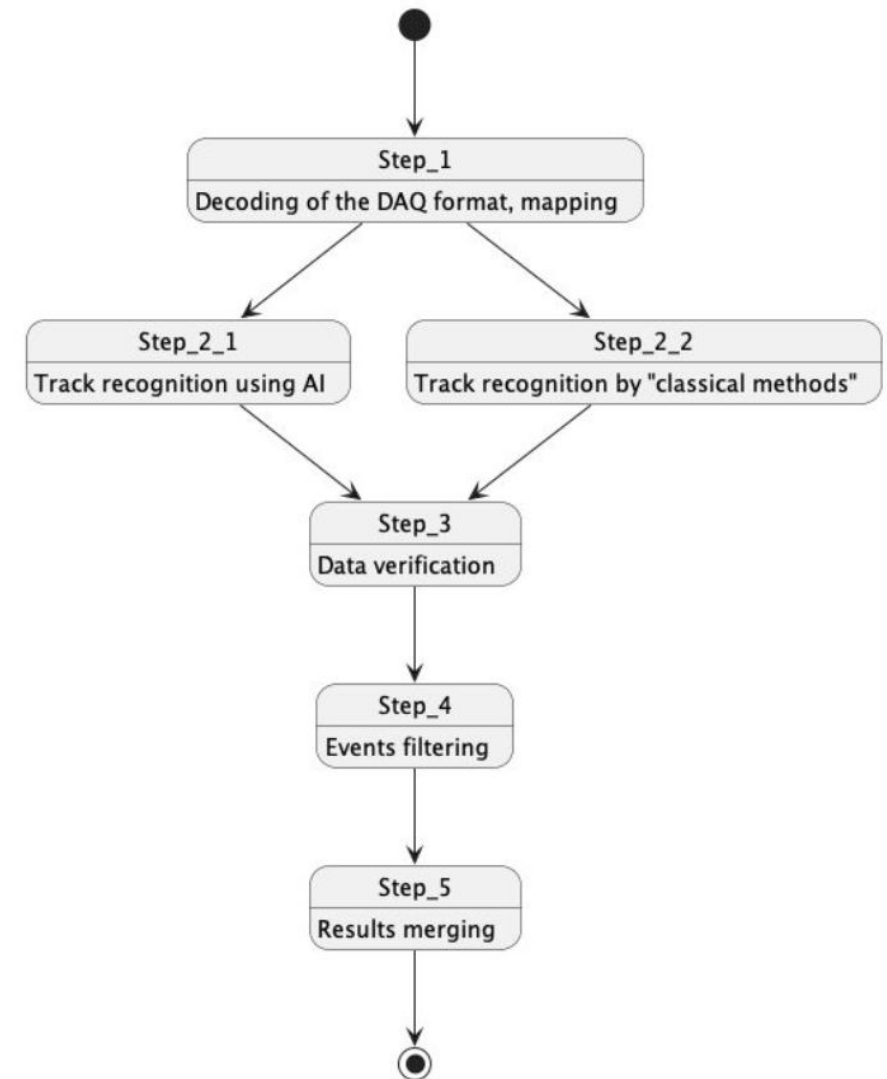 Step_1
Decoding of the DAQ format, mapping
Step_2_1
Track recognition using AI
Step_2_2
Track recognition by "classical methods"
Step_3
Data verification
Step_4
Events filtering
Step_5
Results merging